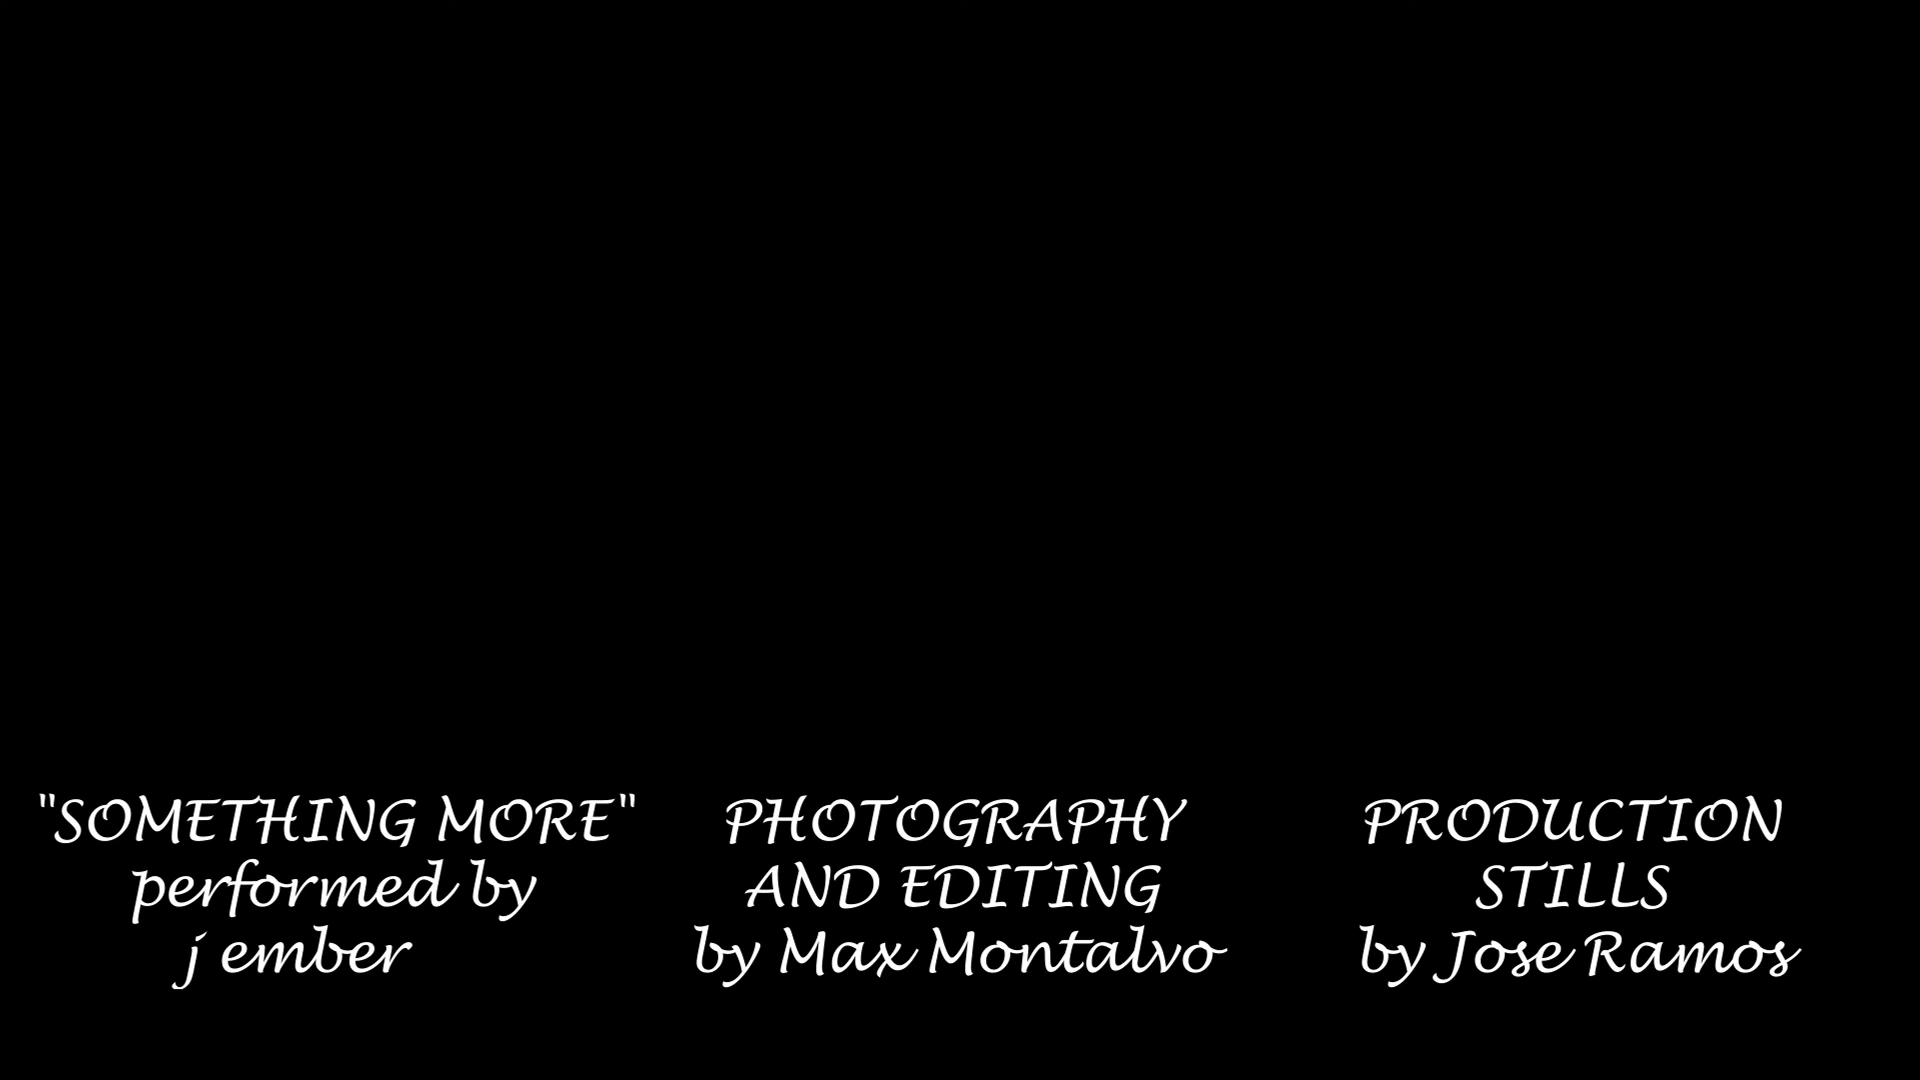 "SOMETHING MORE"
performed by
j ember
PHOTOGRAPHY
AND EDITING
by Max Montalvo
PRODUCTION
STILLS
by Jose Ramos